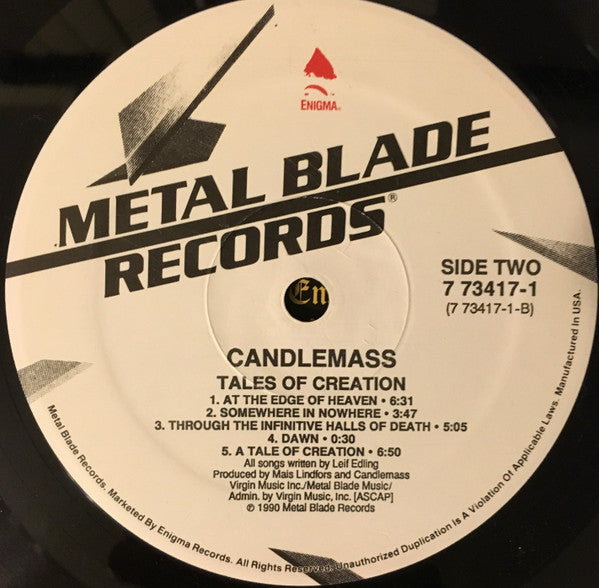 ENIGMA®
METAL BLADE
RECORDS®
SIDE TWO
7 73417-1
(7 73417-1-B)
En
CANDLEMASS
TALES OF CREATION
1. AT THE EDGE OF HEAVEN • 6:31
2. SOMEWHERE IN NOWHERE • 3:47
3. THROUGH THE INFINITIVE HALLS OF DEATH • 5:05
4. DAWN • 0:30
5. A TALE OF CREATION • 6:50
All songs written by Leif Edling
Produced by Mais Lindfors and Candlemass
Virgin Music Inc./Metal Blade Music/
Admin. by Virgin Music, Inc. [ASCAP]
℗ 1990 Metal Blade Records
Metal Blade Records. Marketed By Enigma Records. All Rights Reserved. Unauthorized Duplication Is A Violation Of Applicable Laws. Manufactured in USA.